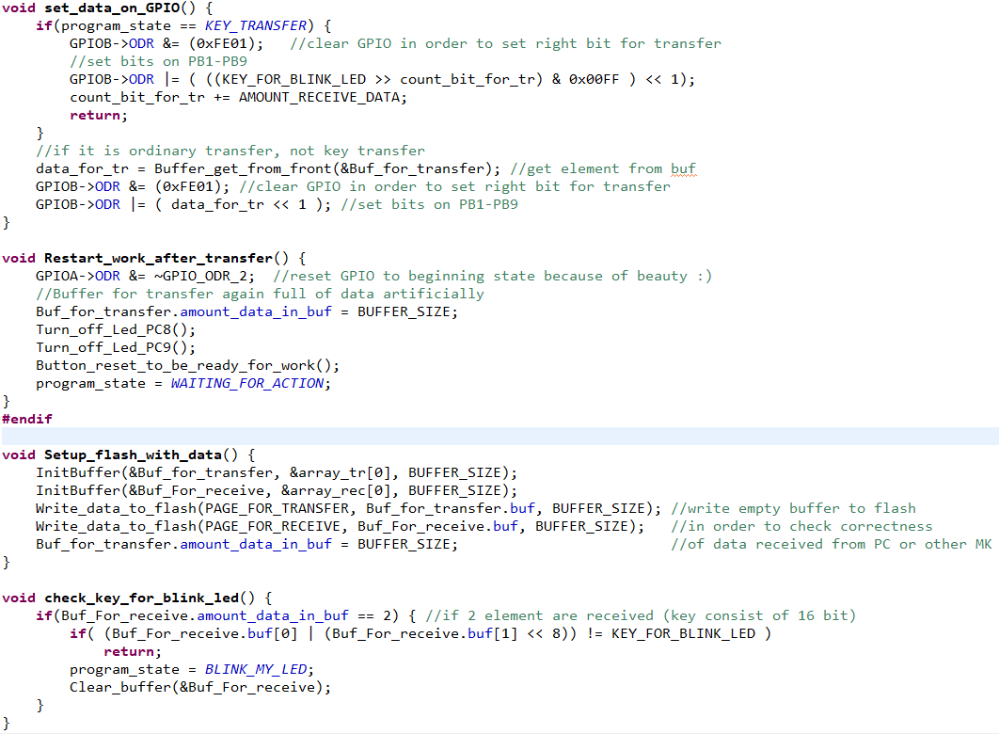 void set_data_on_GPIO() {
    if(program_state == KEY_TRANSFER) {
        GPIOB->ODR &= (0xFE01);   //clear GPIO in order to set right bit for transfer
        //set bits on PB1-PB9
        GPIOB->ODR |= ( ((KEY_FOR_BLINK_LED >> count_bit_for_tr) & 0x00FF ) << 1);
        count_bit_for_tr += AMOUNT_RECEIVE_DATA;
        return;
    }
    //if it is ordinary transfer, not key transfer
    data_for_tr = Buffer_get_from_front(&Buf_for_transfer); //get element from buf
    GPIOB->ODR &= (0xFE01); //clear GPIO in order to set right bit for transfer
    GPIOB->ODR |= ( data_for_tr << 1 ); //set bits on PB1-PB9
}

void Restart_work_after_transfer() {
    GPIOA->ODR &= ~GPIO_ODR_2;  //reset GPIO to beginning state because of beauty :)
    //Buffer for transfer again full of data artificially
    Buf_for_transfer.amount_data_in_buf = BUFFER_SIZE;
    Turn_off_Led_PC8();
    Turn_off_Led_PC9();
    Button_reset_to_be_ready_for_work();
    program_state = WAITING_FOR_ACTION;
}
#endif

void Setup_flash_with_data() {
    InitBuffer(&Buf_for_transfer, &array_tr[0], BUFFER_SIZE);
    InitBuffer(&Buf_For_receive, &array_rec[0], BUFFER_SIZE);
    Write_data_to_flash(PAGE_FOR_TRANSFER, Buf_for_transfer.buf, BUFFER_SIZE); //write empty buffer to flash
    Write_data_to_flash(PAGE_FOR_RECEIVE, Buf_For_receive.buf, BUFFER_SIZE);   //in order to check correctness
    Buf_for_transfer.amount_data_in_buf = BUFFER_SIZE;                         //of data received from PC or other MK
}

void check_key_for_blink_led() {
    if(Buf_For_receive.amount_data_in_buf == 2) { //if 2 element are received (key consist of 16 bit)
        if( (Buf_For_receive.buf[0] | (Buf_For_receive.buf[1] << 8)) != KEY_FOR_BLINK_LED )
            return;
        program_state = BLINK_MY_LED;
        Clear_buffer(&Buf_For_receive);
    }
}